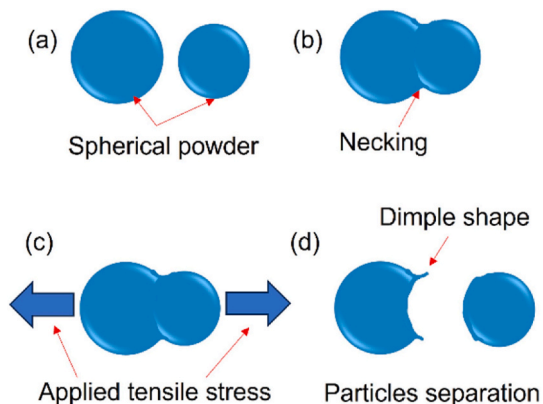 (a)
Spherical powder
(b)
Necking
(c)
Applied tensile stress
(d)
Dimple shape
Particles separation